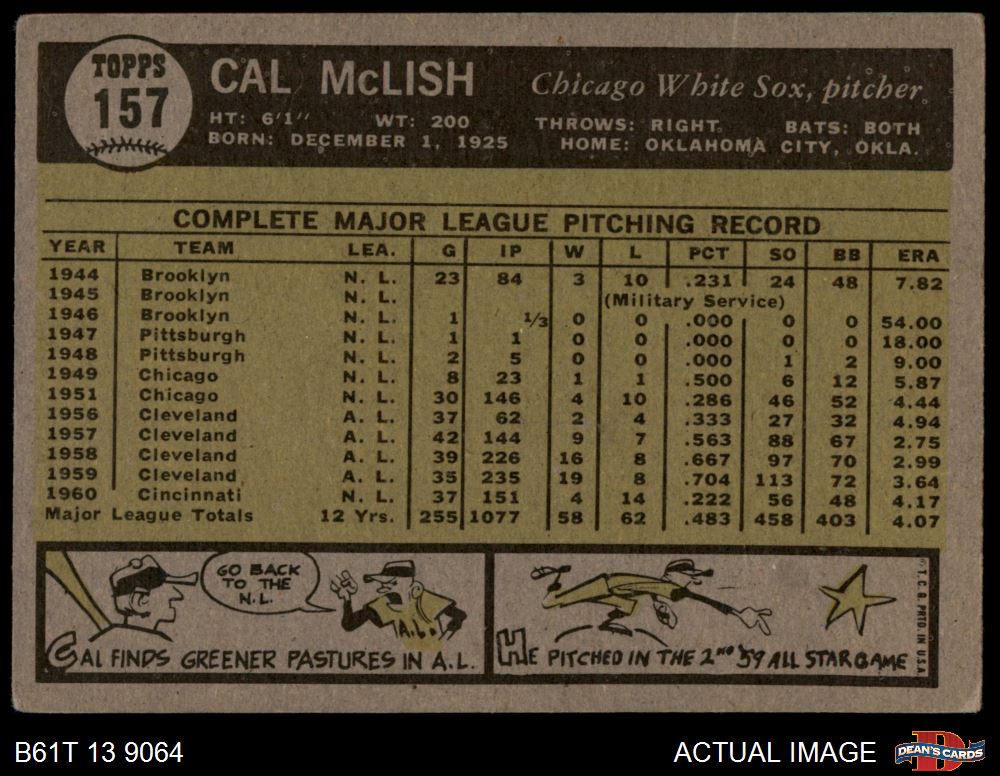 TOPPS
157
CAL McLISH
Chicago White Sox, pitcher
HT: 6'1" WT: 200 THROWS: RIGHT BATS: BOTH
BORN: DECEMBER 1, 1925 HOME: OKLAHOMA CITY, OKLA.
COMPLETE MAJOR LEAGUE PITCHING RECORD
YEAR TEAM LEA. G IP W L PCT SO BB ERA
1944 Brooklyn N. L. 23 84 3 10 .231 24 48 7.82
1945 Brooklyn N. L. (Military Service)
1946 Brooklyn N. L. 1 1/3 0 0 .000 0 0 54.00
1947 Pittsburgh N. L. 1 1 0 0 .000 0 0 18.00
1948 Pittsburgh N. L. 2 5 0 0 .000 1 2 9.00
1949 Chicago N. L. 8 23 1 1 .500 6 12 5.87
1951 Chicago N. L. 30 146 4 10 .286 46 52 4.44
1956 Cleveland A. L. 37 62 2 4 .333 27 32 4.94
1957 Cleveland A. L. 42 144 9 7 .563 88 67 2.75
1958 Cleveland A. L. 39 226 16 8 .667 97 70 2.99
1959 Cleveland A. L. 35 235 19 8 .704 113 72 3.64
1960 Cincinnati N. L. 37 151 4 14 .222 56 48 4.17
Major League Totals 12 Yrs. 255 1077 58 62 .483 458 403 4.07
GO BACK
TO THE
N.L.
A.L.
CAL FINDS GREENER PASTURES IN A.L.
HE PITCHED IN THE 2ND '59 ALL STAR GAME
© T. C. G. PRTD. IN U.S.A.
B61T 13 9064
ACTUAL IMAGE
D
DEAN'S CARDS